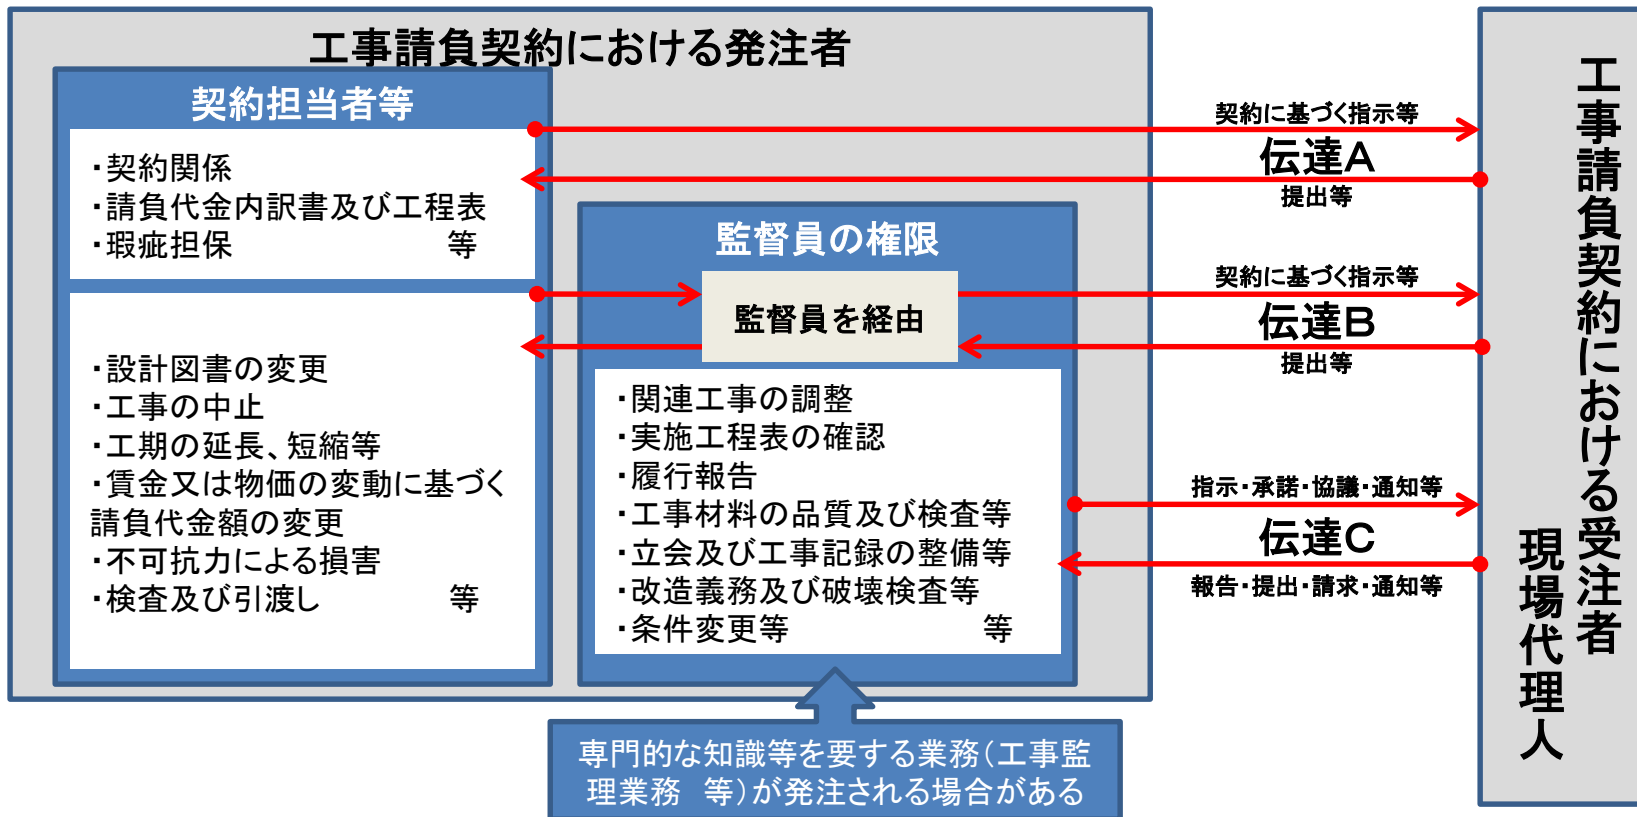 工事請負契約における発注者
契約担当者等
・契約関係
・請負代金内訳書及び工程表
・瑕疵担保　　　　　　　等
・設計図書の変更
・工事の中止
・工期の延長、短縮等
・賃金又は物価の変動に基づく
請負代金額の変更
・不可抗力による損害
・検査及び引渡し　　　　等
監督員の権限
監督員を経由
・関連工事の調整
・実施工程表の確認
・履行報告
・工事材料の品質及び検査等
・立会及び工事記録の整備等
・改造義務及び破壊検査等
・条件変更等　　　　　　等
専門的な知識等を要する業務（工事監
理業務　等）が発注される場合がある
契約に基づく指示等
伝達A
提出等
契約に基づく指示等
伝達B
提出等
指示・承諾・協議・通知等
伝達C
報告・提出・請求・通知等
工事請負契約における受注者
現場代理人